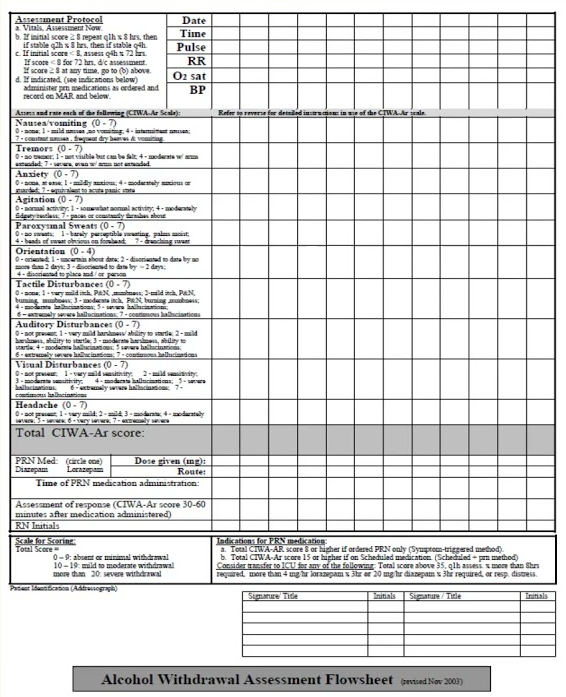 Assessment Protocol
a. Vitals, Assessment Now.
b. If initial score ≥ 8 repeat q1h x 8 hrs, then
if stable q2h x 8 hrs, then if stable q4h.
c. If initial score < 8, assess q4h x 72 hrs.
If score < 8 for 72 hrs, d/c assessment.
If score ≥ 8 at any time, go to (b) above.
d. If indicated, (see indications below)
administer prn medications as ordered and
record on MAR and below.
Date
Time
Pulse
RR
O2 sat
BP
Assess and rate each of the following (CIWA-Ar Scale): Refer to reverse for detailed instructions in use of the CIWA-Ar scale.
Nausea/vomiting (0 - 7)
0 - none; 1 - mild nausea ,no vomiting; 4 - intermittent nausea;
7 - constant nausea , frequent dry heaves & vomiting.
Tremors (0 - 7)
0 - no tremor; 1 - not visible but can be felt; 4 - moderate w/ arms
extended; 7 - severe, even w/ arms not extended.
Anxiety (0 - 7)
0 - none, at ease; 1 - mildly anxious; 4 - moderately anxious or
guarded; 7 - equivalent to acute panic state
Agitation (0 - 7)
0 - normal activity; 1 - somewhat normal activity; 4 - moderately
fidgety/restless; 7 - paces or constantly thrashes about
Paroxysmal Sweats (0 - 7)
0 - no sweats; 1 - barely perceptible sweating, palms moist;
4 - beads of sweat obvious on forehead; 7 - drenching sweat
Orientation (0 - 4)
0 - oriented; 1 - uncertain about date; 2 - disoriented to date by no
more than 2 days; 3 - disoriented to date by > 2 days;
4 - disoriented to place and / or person
Tactile Disturbances (0 - 7)
0 - none; 1 - very mild itch, P&N, ,numbness; 2-mild itch, P&N,
burning, numbness; 3 - moderate itch, P&N, burning ,numbness;
4 - moderate hallucinations; 5 - severe hallucinations;
6 – extremely severe hallucinations; 7 - continuous hallucinations
Auditory Disturbances (0 - 7)
0 - not present; 1 - very mild harshness/ ability to startle; 2 - mild
harshness, ability to startle; 3 - moderate harshness, ability to
startle; 4 - moderate hallucinations; 5 severe hallucinations;
6 - extremely severe hallucinations; 7 - continuous.hallucinations
Visual Disturbances (0 - 7)
0 - not present; 1 - very mild sensitivity; 2 - mild sensitivity;
3 - moderate sensitivity; 4 - moderate hallucinations; 5 - severe
hallucinations; 6 - extremely severe hallucinations; 7 -
continuous hallucinations
Headache (0 - 7)
0 - not present; 1 - very mild; 2 - mild; 3 - moderate; 4 - moderately
severe; 5 - severe; 6 - very severe; 7 - extremely severe
Total CIWA-Ar score:
PRN Med: (circle one) Dose given (mg):
Diazepam Lorazepam Route:
Time of PRN medication administration:
Assessment of response (CIWA-Ar score 30-60
minutes after medication administered)
RN Initials
Scale for Scoring:
Total Score =
0 – 9: absent or minimal withdrawal
10 – 19: mild to moderate withdrawal
more than 20: severe withdrawal
Indications for PRN medication:
a. Total CIWA-AR score 8 or higher if ordered PRN only (Symptom-triggered method).
b. Total CIWA-Ar score 15 or higher if on Scheduled medication. (Scheduled + prn method)
Consider transfer to ICU for any of the following: Total score above 35, q1h assess. x more than 8hrs
required, more than 4 mg/hr lorazepam x 3hr or 20 mg/hr diazepam x 3hr required, or resp. distress.
Patient Identification (Addressograph)
Signature/ Title Initials Signature / Title Initials
Alcohol Withdrawal Assessment Flowsheet (revised Nov 2003)